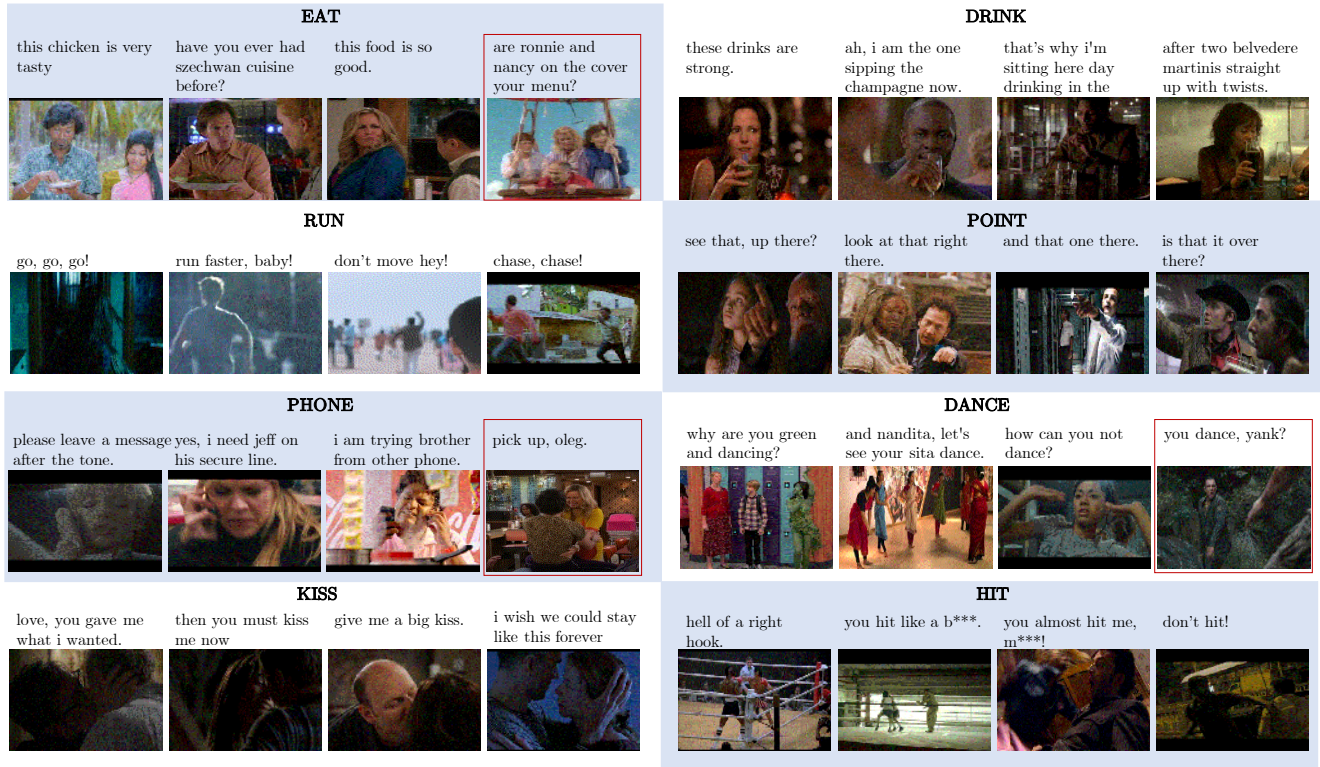 EAT
this chicken is very
tasty
have you ever had
szechwan cuisine
before?
this food is so
good.
are ronnie and
nancy on the cover
your menu?
DRINK
these drinks are
strong.
ah, i am the one
sipping the
champagne now.
that's why i'm
sitting here day
drinking in the
after two belvedere
martinis straight
up with twists.
RUN
go, go, go!
run faster, baby!
don't move hey!
chase, chase!
POINT
see that, up there?
look at that right
there.
and that one there.
is that it over
there?
PHONE
please leave a message
after the tone.
yes, i need jeff on
his secure line.
i am trying brother
from other phone.
pick up, oleg.
DANCE
why are you green
and dancing?
and nandita, let's
see your sita dance.
how can you not
dance?
you dance, yank?
KISS
love, you gave me
what i wanted.
then you must kiss
me now
give me a big kiss.
i wish we could stay
like this forever
HIT
hell of a right
hook.
you hit like a b***.
you almost hit me,
m***!
don't hit!